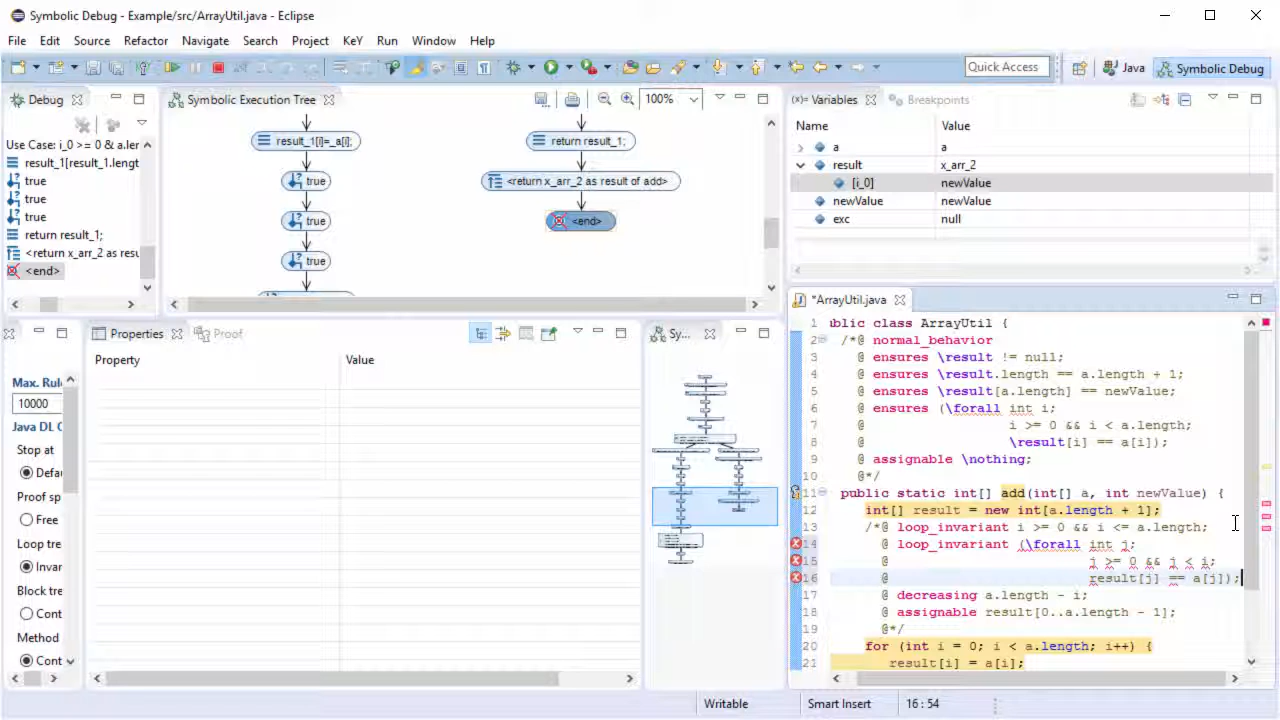 Symbolic Debug - Example/src/ArrayUtil.java - Eclipse
File Edit Source Refactor Navigate Search Project KeY Run Window Help
100%
Quick Access
Java
Symbolic Debug
Debug
Use Case: i_0 >= 0 & a.ler
result_1[result_1.lengt
true
true
true
return result_1;
<return x_arr_2 as resu
<end>
Symbolic Execution Tree
result_1[i]=_a[i];
true
true
true
return result_1;
<return x_arr_2 as result of add>
<end>
(x)= Variables
Breakpoints
Name Value
a a
result x_arr_2
[i_0] newValue
newValue newValue
exc null
Max. Rule
10000
Java DL O
Stop at
Defau
Proof sp
Free
Loop tre
Invar
Block tre
Cont
Method
Cont
Properties
Proof
Property Value
Sy...
*ArrayUtil.java
1 ublic class ArrayUtil {
2 /*@ normal_behavior
3 @ ensures \result != null;
4 @ ensures \result.length == a.length + 1;
5 @ ensures \result[a.length] == newValue;
6 @ ensures (\forall int i;
7 @ i >= 0 && i < a.length;
8 @ \result[i] == a[i]);
9 @ assignable \nothing;
10 @*/
11 public static int[] add(int[] a, int newValue) {
12 int[] result = new int[a.length + 1];
13 /*@ loop_invariant i >= 0 && i <= a.length;
14 @ loop_invariant (\forall int j;
15 @ j >= 0 && j < i;
16 @ result[j] == a[j]);
17 @ decreasing a.length - i;
18 @ assignable result[0..a.length - 1];
19 @*/
20 for (int i = 0; i < a.length; i++) {
21 result[i] = a[i];
Writable
Smart Insert
16 : 54